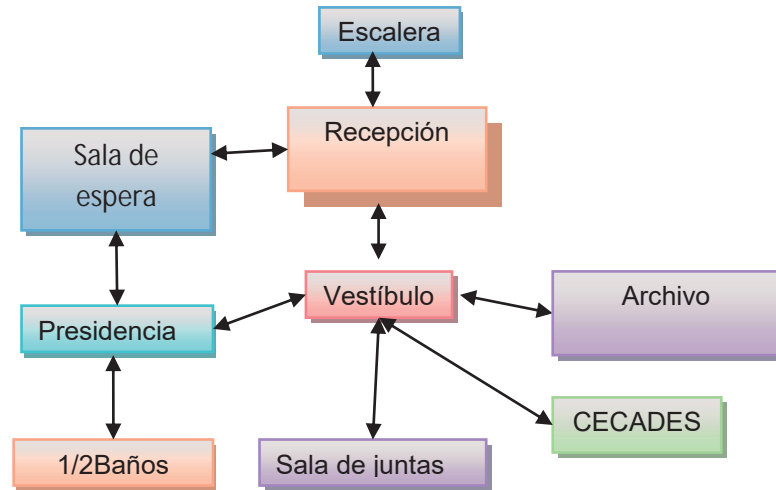 Escalera
Recepción
Sala de
espera
Vestíbulo
Archivo
Presidencia
CECADES
1/2Baños
Sala de juntas